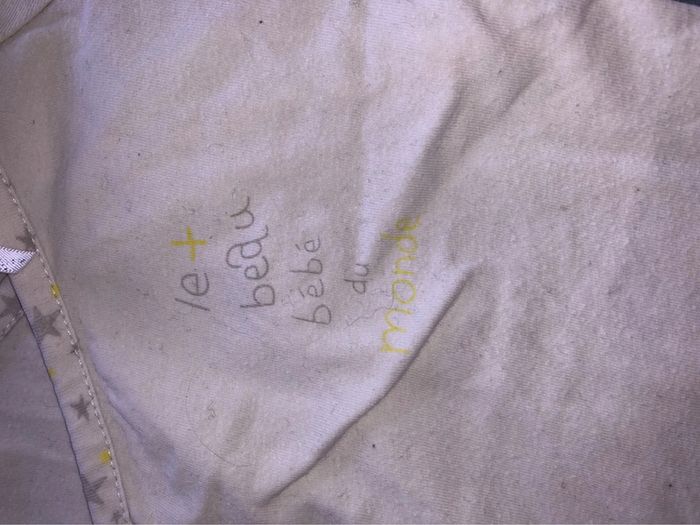 le +
beau
bébé
du
monde